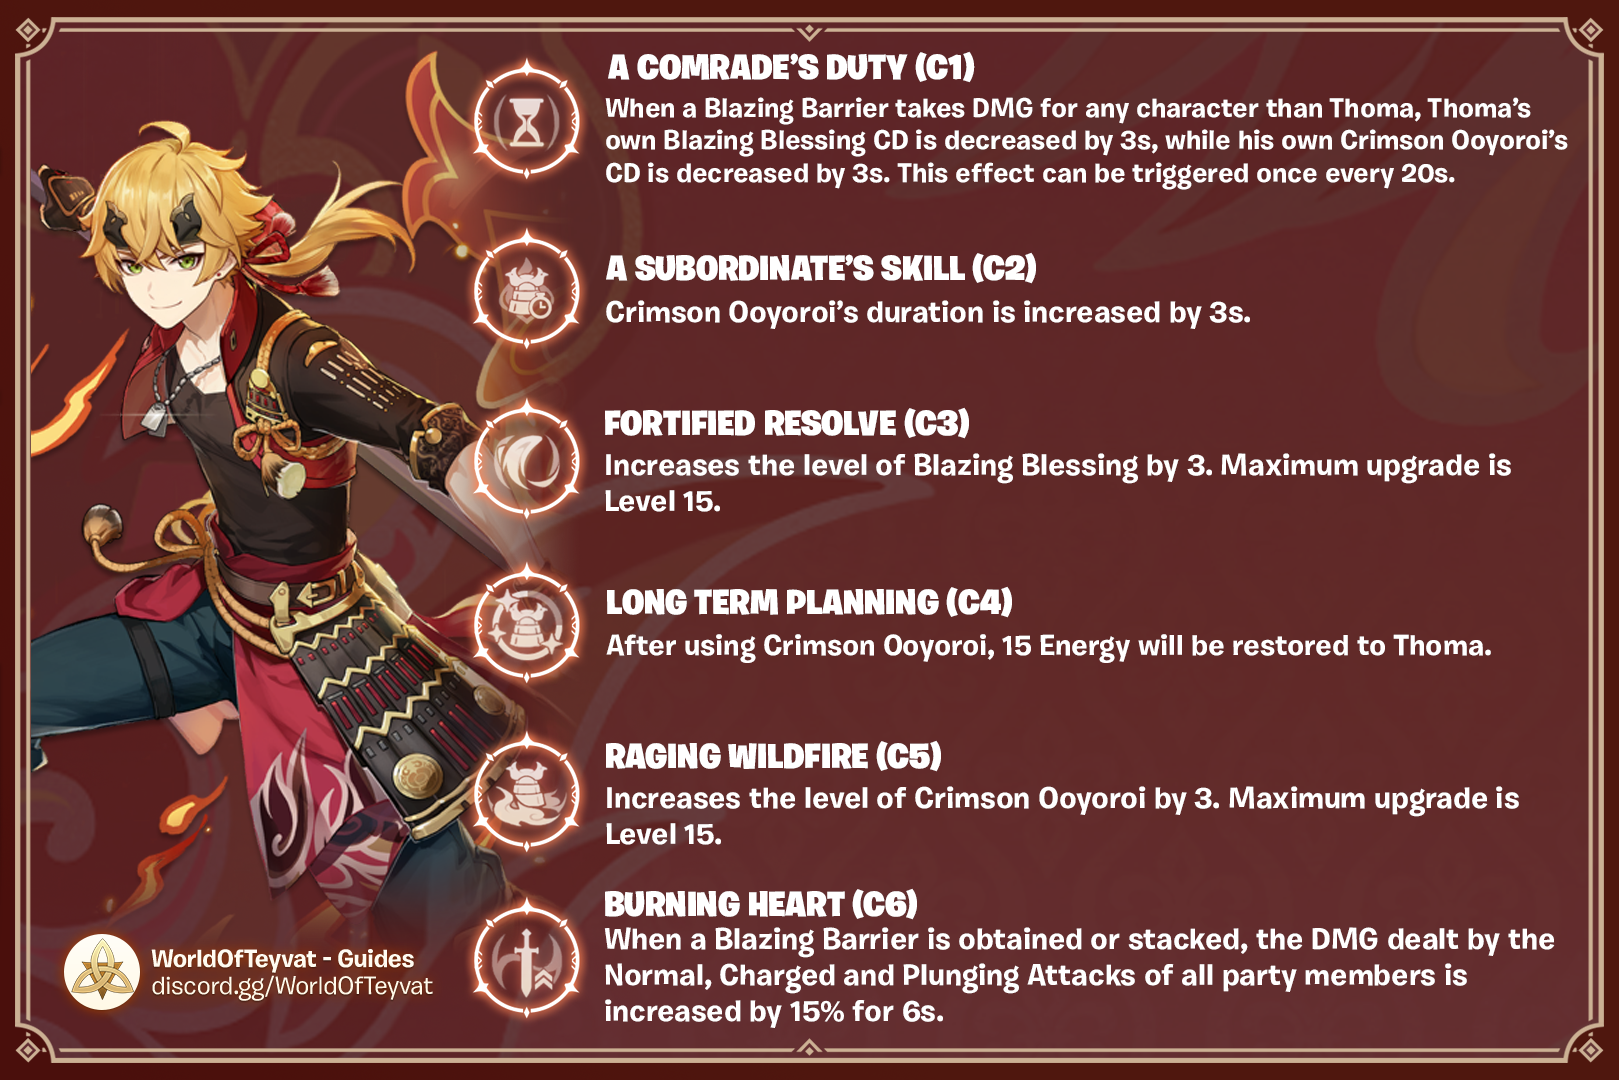 A COMRADE'S DUTY (C1)
When a Blazing Barrier takes DMG for any character than Thoma, Thoma's
own Blazing Blessing CD is decreased by 3s, while his own Crimson Ooyoroi's
CD is decreased by 3s. This effect can be triggered once every 20s.
A SUBORDINATE'S SKILL (C2)
Crimson Ooyoroi's duration is increased by 3s.
FORTIFIED RESOLVE (C3)
Increases the level of Blazing Blessing by 3. Maximum upgrade is
Level 15.
LONG TERM PLANNING (C4)
After using Crimson Ooyoroi, 15 Energy will be restored to Thoma.
RAGING WILDFIRE (C5)
Increases the level of Crimson Ooyoroi by 3. Maximum upgrade is
Level 15.
BURNING HEART (C6)
When a Blazing Barrier is obtained or stacked, the DMG dealt by the
Normal, Charged and Plunging Attacks of all party members is
increased by 15% for 6s.
WorldOfTeyvat - Guides
discord.gg/WorldOfTeyvat